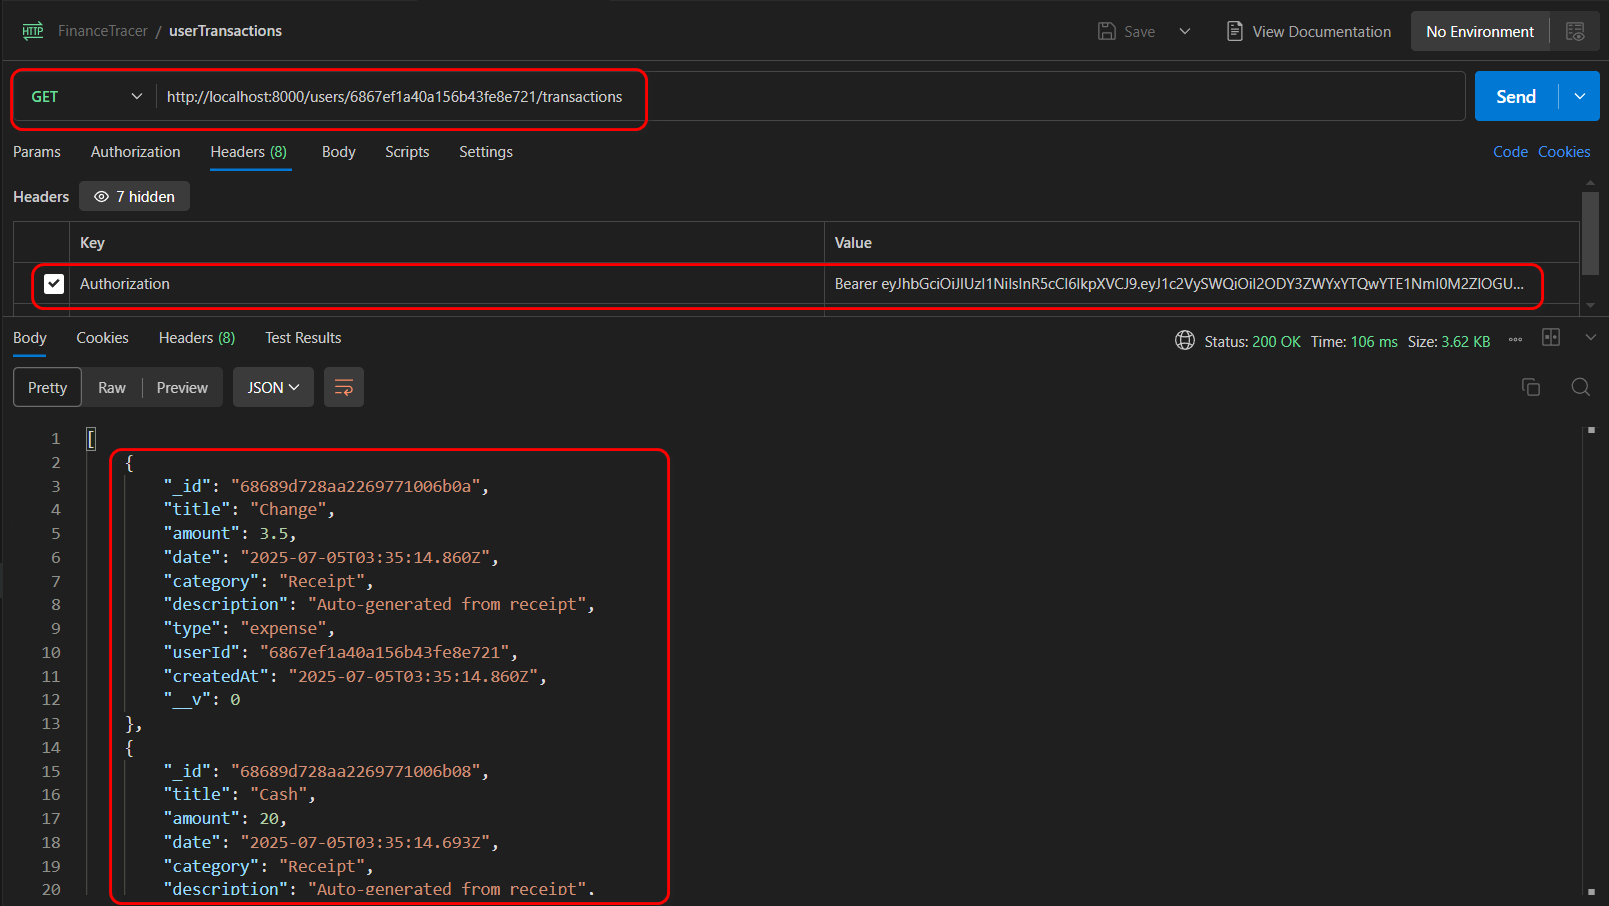 HTTP FinanceTracer / userTransactions Save View Documentation No Environment
GET http://localhost:8000/users/6867ef1a40a156b43fe8e721/transactions Send
Params Authorization Headers (8) Body Scripts Settings Code Cookies
Headers 7 hidden
Key Value
Authorization Bearer eyJhbGciOiJIUzI1NiIsInR5cCI6IkpXVCJ9.eyJ1c2VySWQiOiI2ODY3ZWYxYTQwYTE1NmI0M2ZlOGU...
Body Cookies Headers (8) Test Results Status: 200 OK Time: 106 ms Size: 3.62 KB
Pretty Raw Preview JSON
1 [
2 {
3 "_id": "68689d728aa2269771006b0a",
4 "title": "Change",
5 "amount": 3.5,
6 "date": "2025-07-05T03:35:14.860Z",
7 "category": "Receipt",
8 "description": "Auto-generated from receipt",
9 "type": "expense",
10 "userId": "6867ef1a40a156b43fe8e721",
11 "createdAt": "2025-07-05T03:35:14.860Z",
12 "__v": 0
13 },
14 {
15 "_id": "68689d728aa2269771006b08",
16 "title": "Cash",
17 "amount": 20,
18 "date": "2025-07-05T03:35:14.693Z",
19 "category": "Receipt",
20 "description": "Auto-generated from receipt",